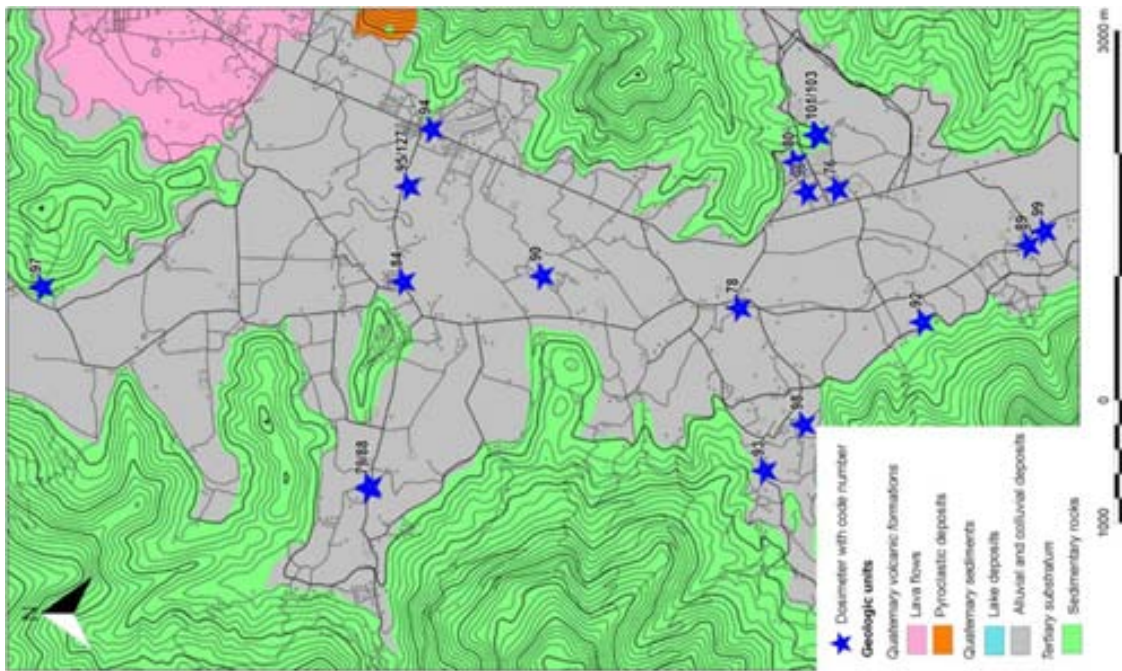 N
97
94
95/127
84
90
79/88
78
80
101/103
76
89
99
92
98
93
Dosimeter with code number
Geologic units
Quaternary volcanic formations
Lava flows
Pyroclastic deposits
Quaternary sediments
Lake deposits
Alluvial and colluvial deposits
Tertiary substratum
Sedimentary rocks
1000 0 3000 m